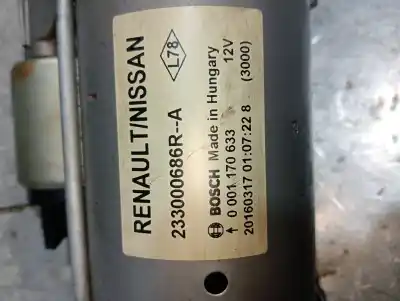 RENAULT/NISSAN
L78
233000686R--A
BOSCH Made in Hungary 12V
0 001 170 633 (3000)
20160317 01:07:22 8